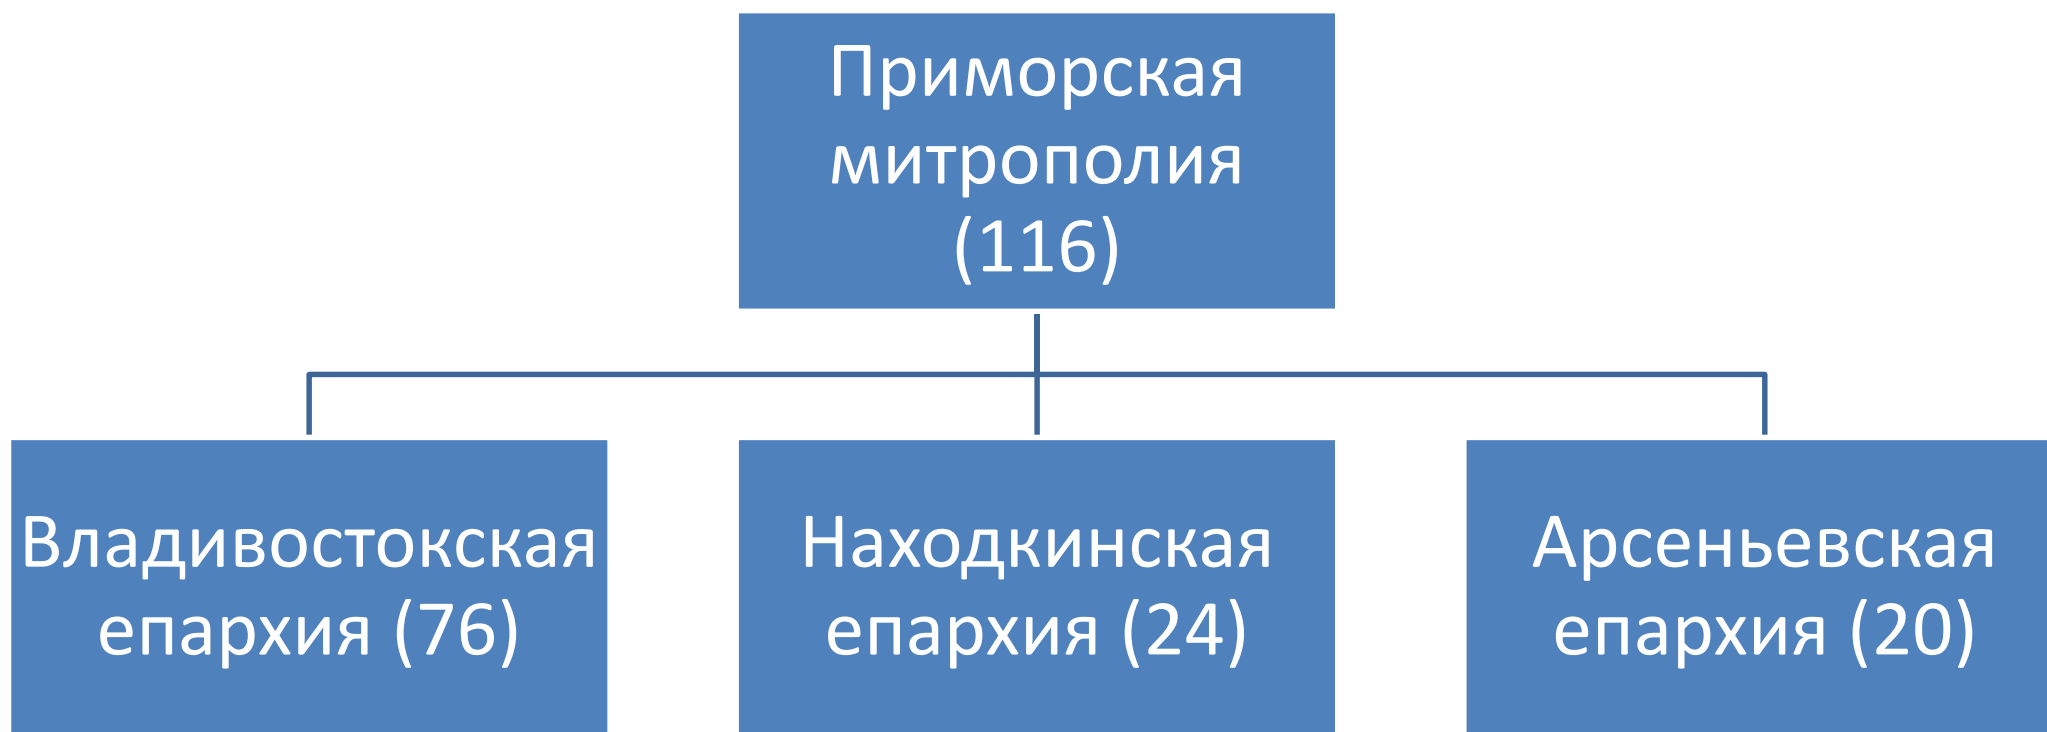 Приморская
митрополия
(116)
Владивостокская
епархия (76)
Находкинская
епархия (24)
Арсеньевская
епархия (20)